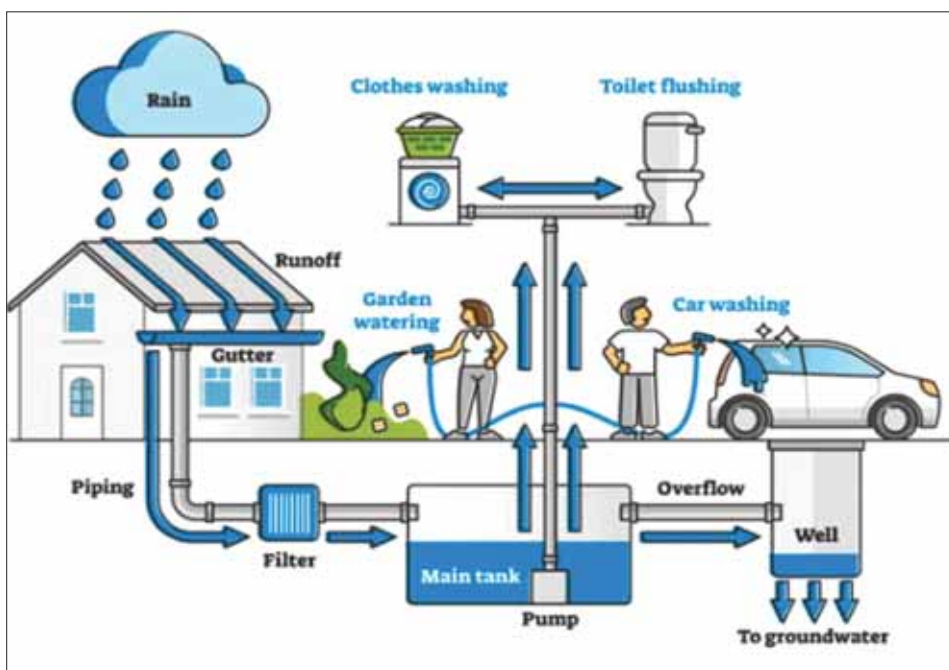 Rain
Clothes washing
Toilet flushing
Runoff
Garden
watering
Car washing
Gutter
Piping
Filter
Main tank
Pump
Overflow
Well
To groundwater